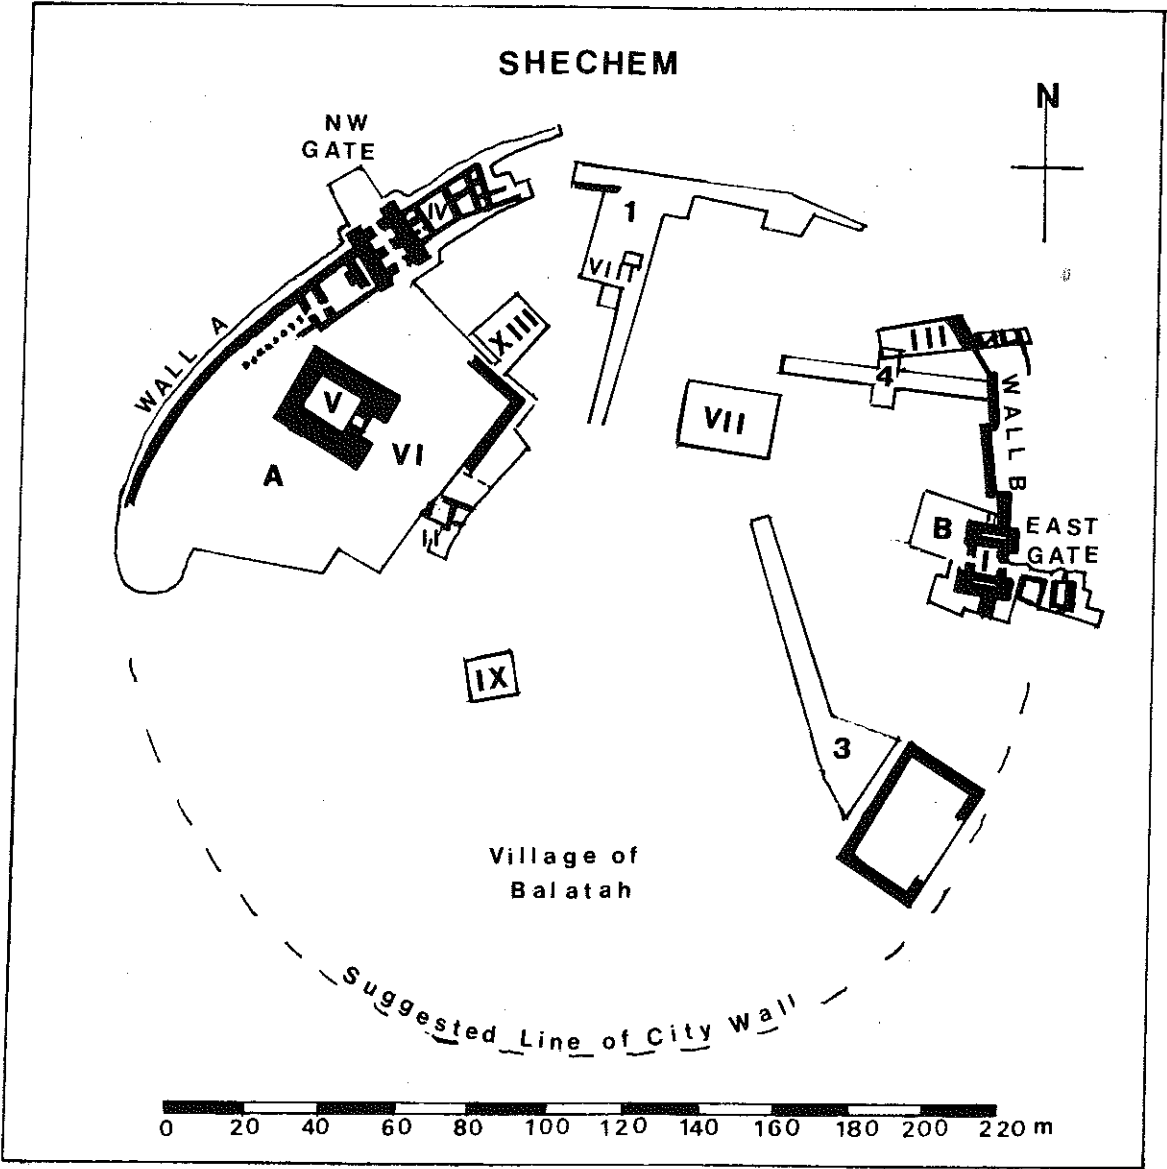 SHECHEM
N
NW
GATE
IV
1
VI
WALL A
XIII
III
4
V
VII
WALL B
VI
A
II
B
EAST
GATE
I
IX
3
Village of
Balatah
Suggested Line of City Wall
0 20 40 60 80 100 120 140 160 180 200 220 m